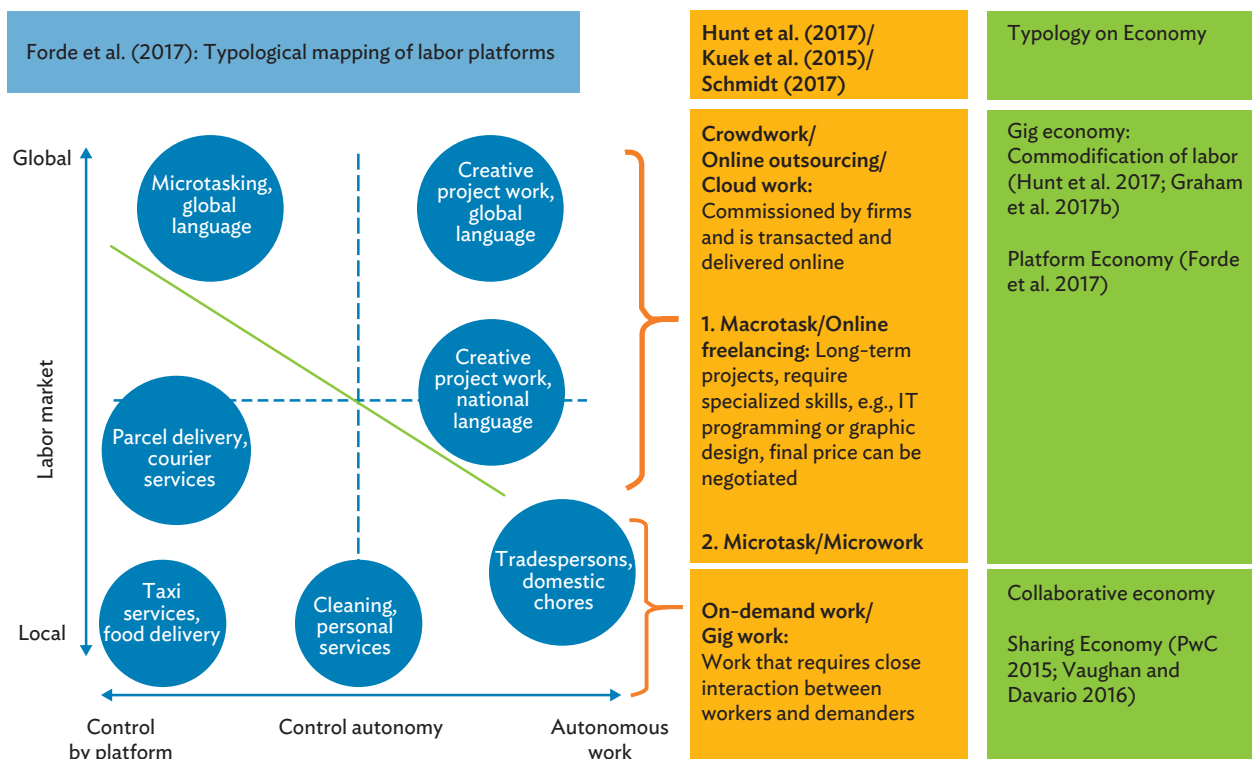 Forde et al. (2017): Typological mapping of labor platforms
Hunt et al. (2017)/
Kuek et al. (2015)/
Schmidt (2017)
Typology on Economy
Global
Labor market
Local
Microtasking,
global
language
Creative
project work,
global
language
Creative
project work,
national
language
Parcel delivery,
courier
services
Taxi
services,
food delivery
Cleaning,
personal
services
Tradespersons,
domestic
chores
Control
by platform
Control autonomy
Autonomous
work
Crowdwork/
Online outsourcing/
Cloud work:
Commissioned by firms
and is transacted and
delivered online
1. Macrotask/Online
freelancing: Long-term
projects, require
specialized skills, e.g., IT
programming or graphic
design, final price can be
negotiated
2. Microtask/Microwork
On-demand work/
Gig work:
Work that requires close
interaction between
workers and demanders
Gig economy:
Commodification of labor
(Hunt et al. 2017; Graham
et al. 2017b)
Platform Economy (Forde
et al. 2017)
Collaborative economy
Sharing Economy (PwC
2015; Vaughan and
Davario 2016)